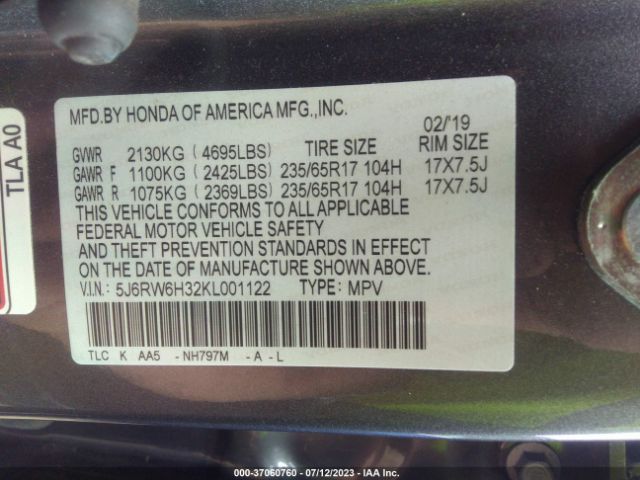 MFD.BY HONDA OF AMERICA MFG.,INC.
02/'19
GVWR 2130KG ( 4695LBS) TIRE SIZE RIM SIZE
GAWR F 1100KG ( 2425LBS) 235/65R17 104H 17X7.5J
GAWR R 1075KG ( 2369LBS) 235/65R17 104H 17X7.5J
THIS VEHICLE CONFORMS TO ALL APPLICABLE
FEDERAL MOTOR VEHICLE SAFETY
AND THEFT PREVENTION STANDARDS IN EFFECT
ON THE DATE OF MANUFACTURE SHOWN ABOVE.
V.I.N.: 5J6RW6H32KL001122 TYPE: MPV
TLC K AA5 - NH797M - A - L
TLA A0
000-37060760 - 07/12/2023 - IAA Inc.